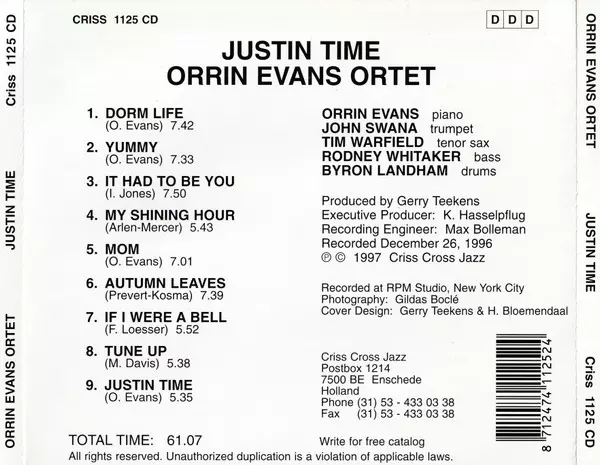 CRISS 1125 CD
D D D
JUSTIN TIME
ORRIN EVANS ORTET
1. DORM LIFE
(O. Evans) 7.42
2. YUMMY
(O. Evans) 7.33
3. IT HAD TO BE YOU
(I. Jones) 7.50
4. MY SHINING HOUR
(Arlen-Mercer) 5.43
5. MOM
(O. Evans) 7.01
6. AUTUMN LEAVES
(Prevert-Kosma) 7.39
7. IF I WERE A BELL
(F. Loesser) 5.52
8. TUNE UP
(M. Davis) 5.38
9. JUSTIN TIME
(O. Evans) 5.35
TOTAL TIME: 61.07
ORRIN EVANS piano
JOHN SWANA trumpet
TIM WARFIELD tenor sax
RODNEY WHITAKER bass
BYRON LANDHAM drums
Produced by Gerry Teekens
Executive Producer: K. Hasselpflug
Recording Engineer: Max Bolleman
Recorded December 26, 1996
℗ © 1997 Criss Cross Jazz
Recorded at RPM Studio, New York City
Photography: Gildas Boclé
Cover Design: Gerry Teekens & H. Bloemendaal
Criss Cross Jazz
Postbox 1214
7500 BE Enschede
Holland
Phone (31) 53 - 433 03 38
Fax (31) 53 - 433 03 38
Write for free catalog
All rights reserved. Unauthorized duplication is a violation of applicable laws.
8 712474 112524
ORRIN EVANS ORTET JUSTIN TIME Criss 1125 CD
ORRIN EVANS ORTET JUSTIN TIME Criss 1125 CD